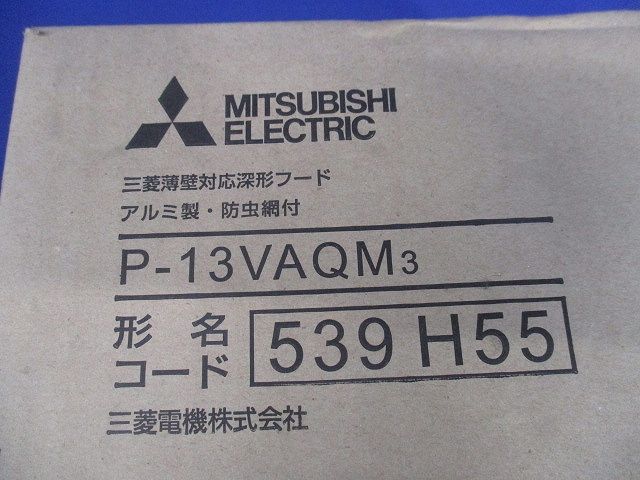 MITSUBISHI
ELECTRIC
三菱薄壁対応深形フード
アルミ製・防虫網付
P-13VAQM3
形名
コード
539 H55
三菱電機株式会社